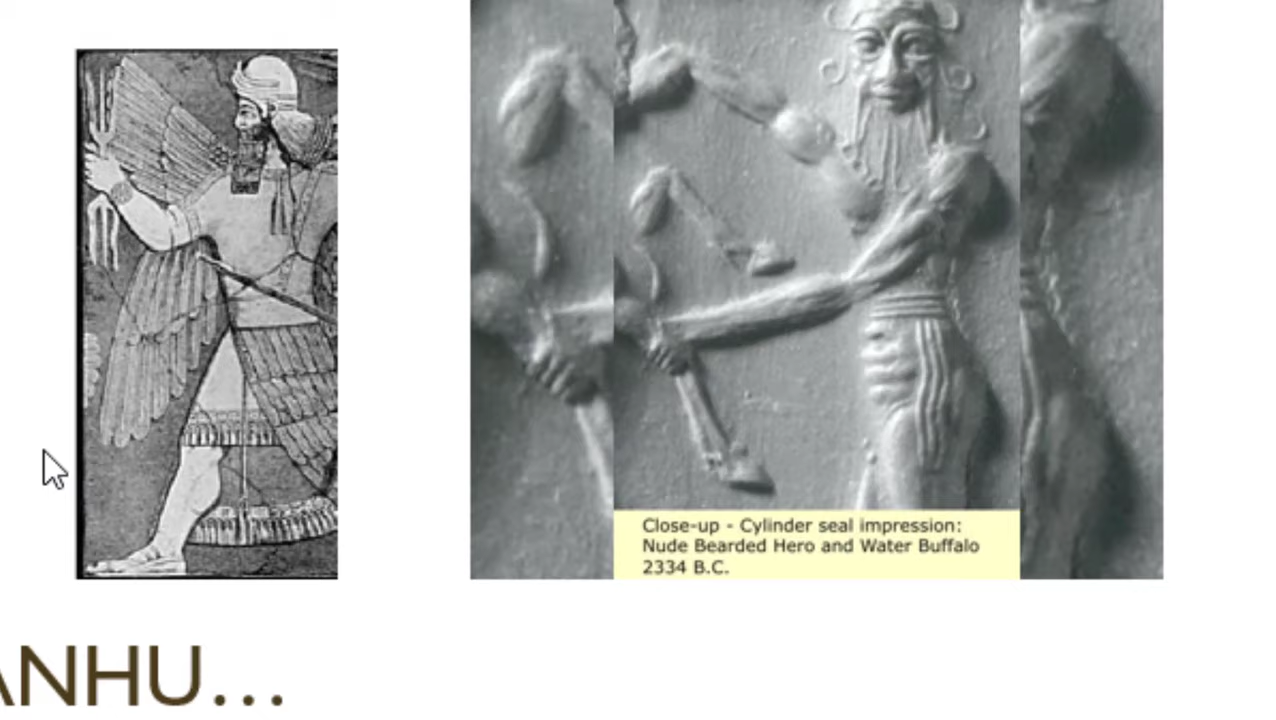 Close-up - Cylinder seal impression:
Nude Bearded Hero and Water Buffalo
2334 B.C.
ANHU...